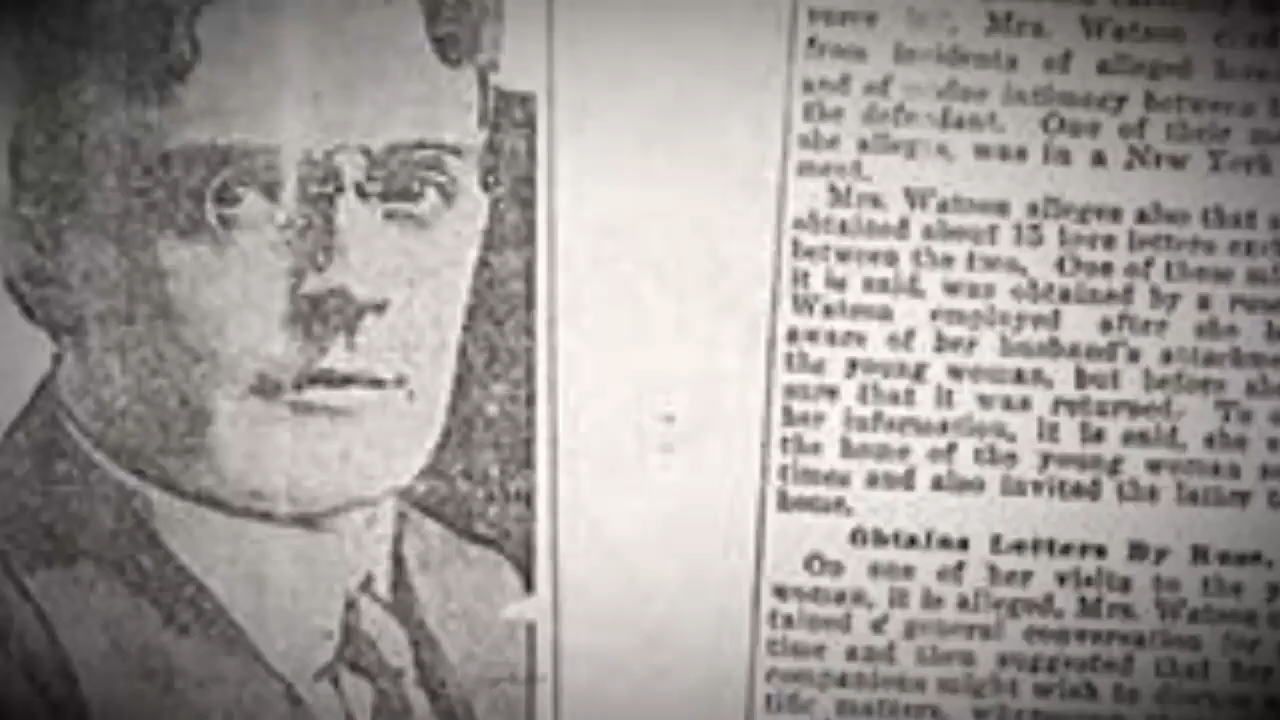 Mrs. Watson
from incidents of alleged
and of intimacy between
the defendant. One of their
she alleges, was in a New York
ment.
Mrs. Watson alleges also that
obtained about 15 love letters
between the two. One of these
it is said, was obtained by a
Watson employed after she
aware of her husband's
the young woman, but before
sure that it was returned. To
her information, it is said, she
the home of the young woman
times and also invited the latter
home.
Obtains Letters By Ruse.
On one of her visits to the
woman, it is alleged, Mrs. Watson
tained a general conversation for
time and then suggested that her
companions might wish to
tific matters,